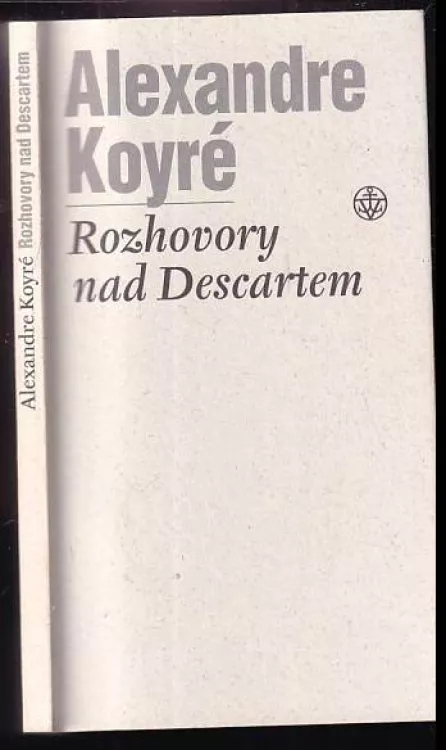 Alexandre
Koyré
Rozhovory
nad Descartem
Alexandre Koyré Rozhovory nad Descartem